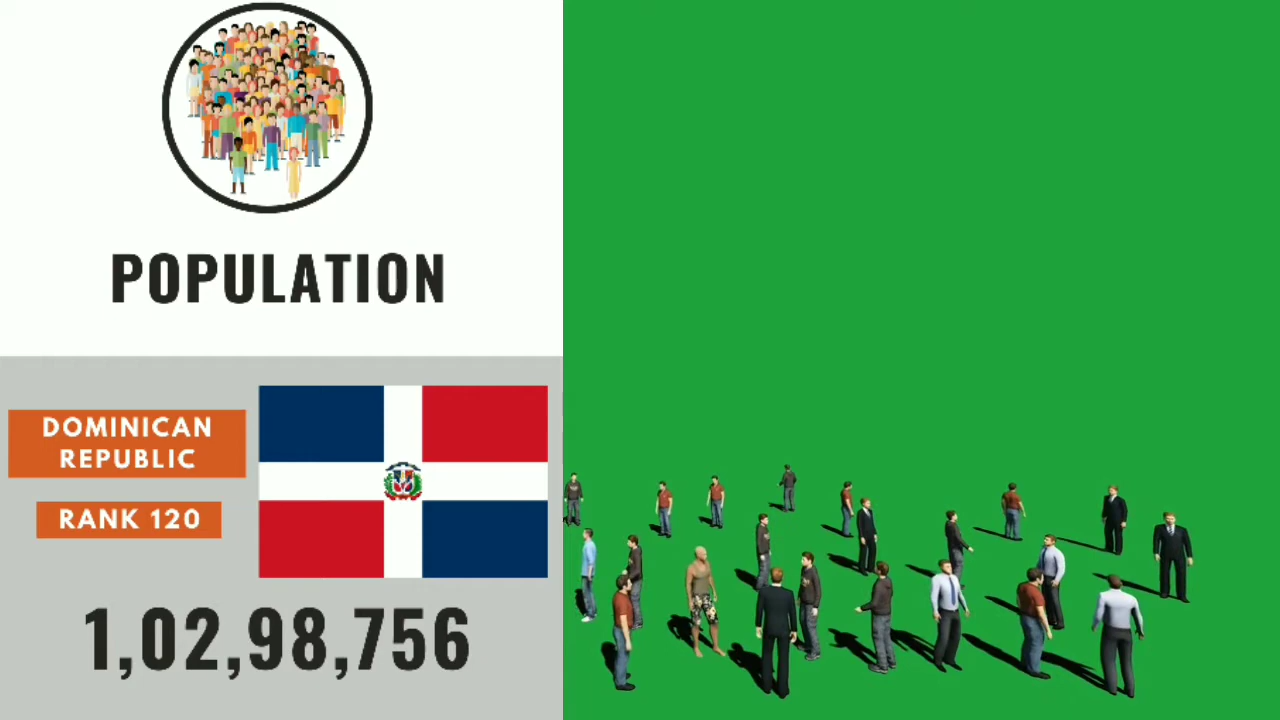 POPULATION
DOMINICAN
REPUBLIC
RANK 120
1,02,98,756